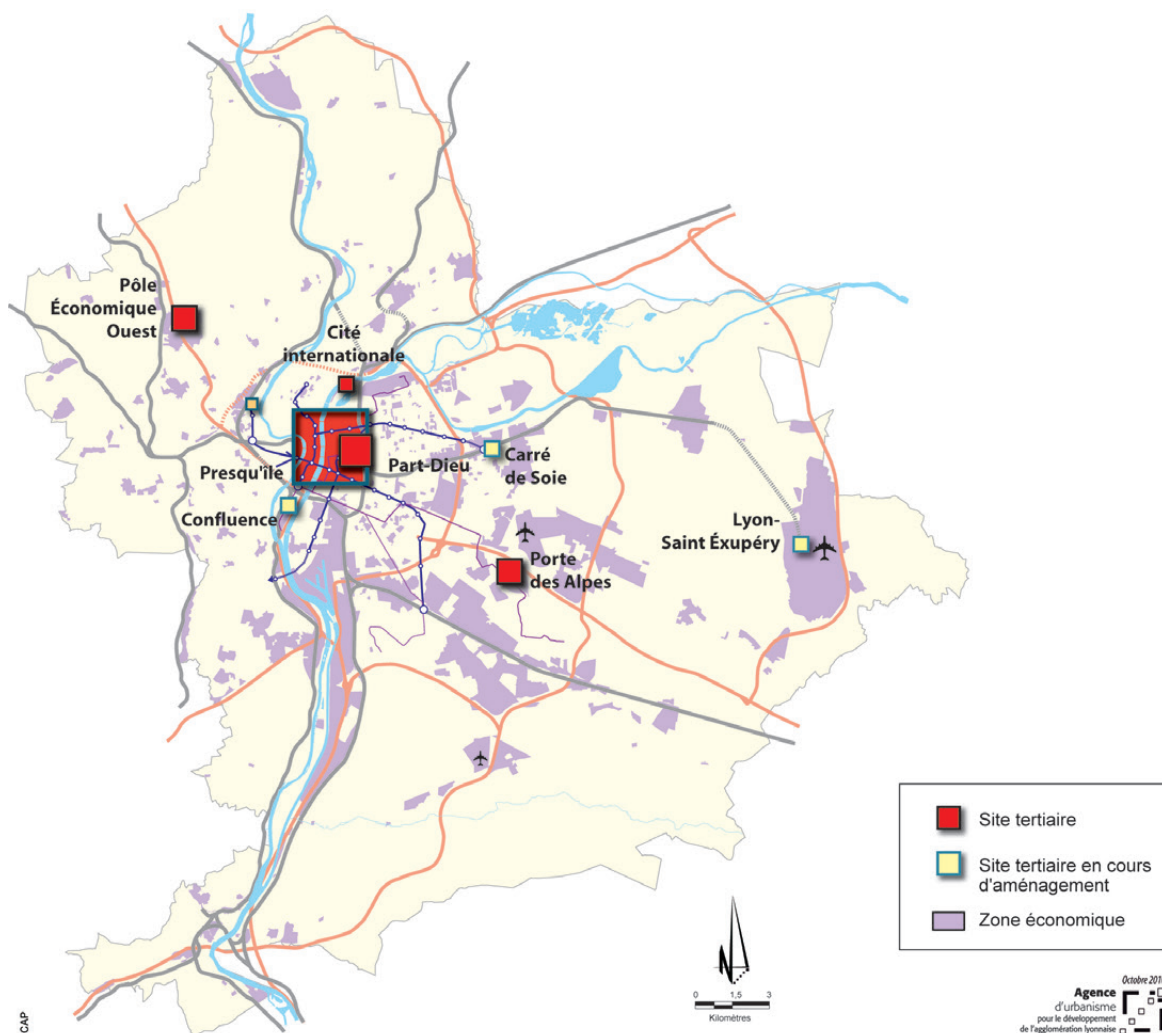 Pôle
Économique
Ouest
Cité
internationale
Presqu'île
Part-Dieu
Carré
de Soie
Confluence
Lyon-
Saint Éxupéry
Porte
des Alpes
Site tertiaire
Site tertiaire en cours
d'aménagement
Zone économique
0 1,5 3
Kilomètres
Agence
d'urbanisme
pour le développement
de l'agglomération lyonnaise
CAP